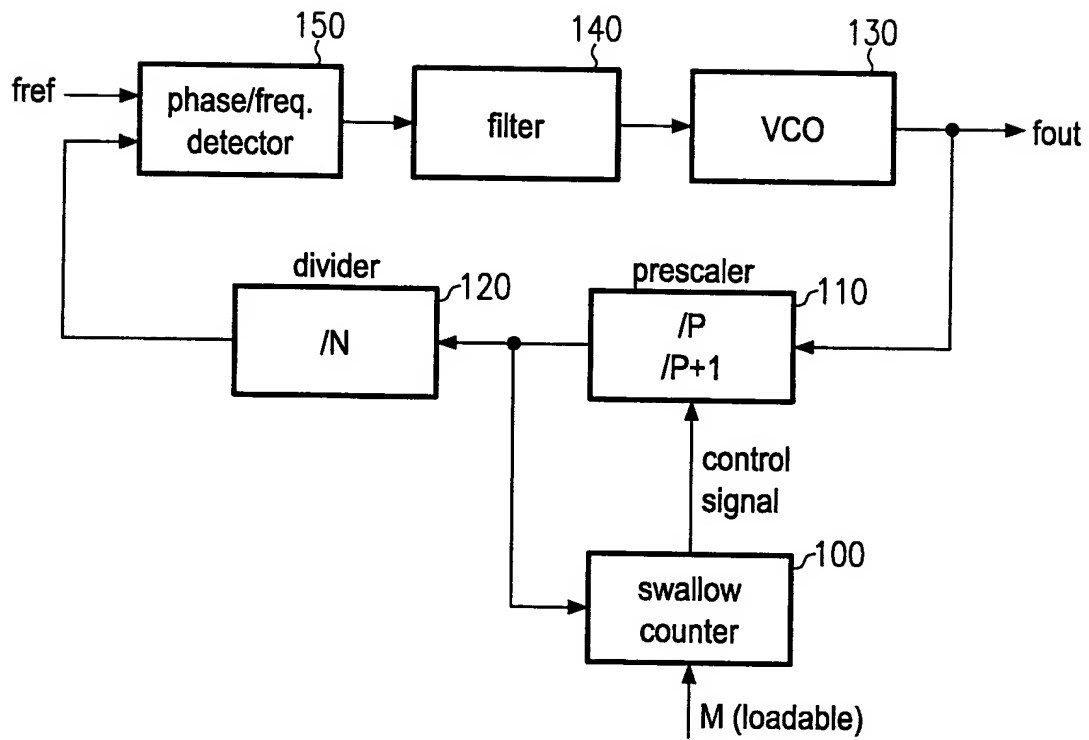 150
140
130
fref
phase/freq.
detector
filter
VCO
fout
divider
120
/N
prescaler
110
/P
/P+1
control
signal
100
swallow
counter
M (loadable)